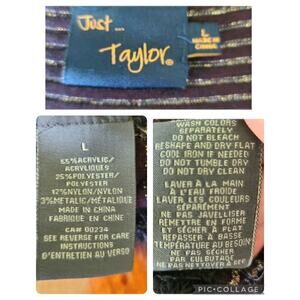 Just...
Taylor®
L
MADE IN
CHINA
L
55%ACRYLIC/
ACRYLIQUES
25%POLYESTER/
POLYESTER
17%NYLON/NYLON
3%METALLIC/METALLIQUE
MADE IN CHINA
FABRIQUE EN CHINE
CA# 00234
SEE REVERSE FOR CARE
INSTRUCTIONS
D'ENTRETIEN AU VERSO
WASH COLORS
SEPARATELY
DO NOT BLEACH
RESHAPE AND DRY FLAT
COOL IRON IF NEEDED
DO NOT TUMBLE DRY
DO NOT DRY CLEAN
LAVER À LA MAIN
À L'EAU FROIDE
LAVER LES COULEURS
SÉPARÉMENT
NE PAS JAVELLISER
REMETTRE EN FORME
ET SÉCHER À PLAT
REPASSER À BASSE
TEMPÉRATURE AU BESOIN
NE PAS SÉCHER
PAR CULBUTAGE
NE PAS NETTOYER À SEC
PIC•COLLAGE